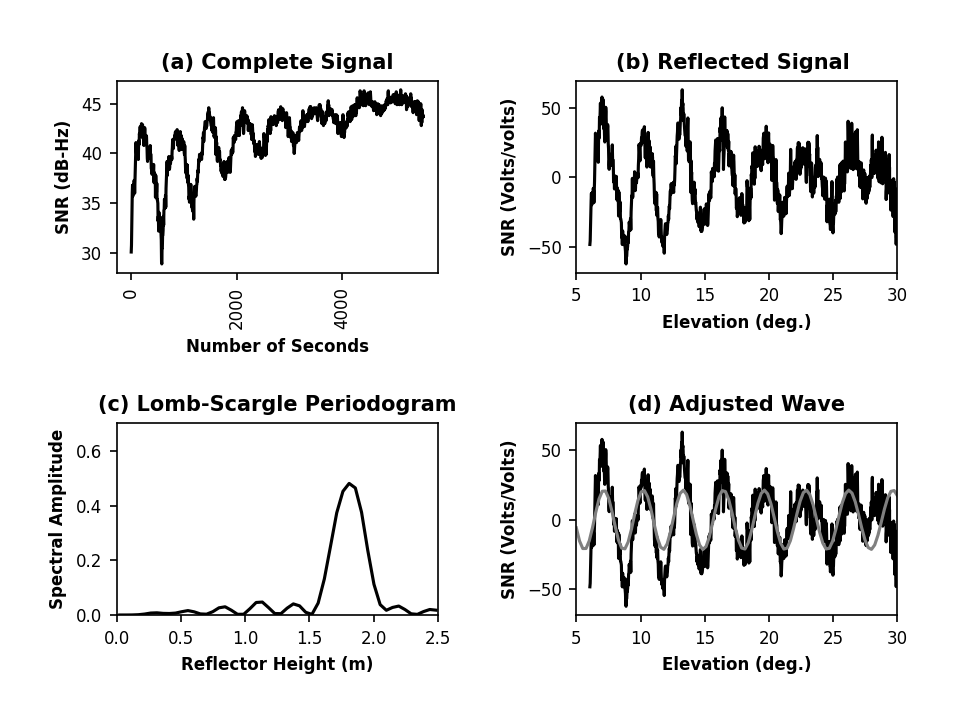 (a) Complete Signal
SNR (dB-Hz)
45
40
35
30
0
2000
4000
Number of Seconds
(b) Reflected Signal
SNR (Volts/volts)
50
0
−50
5 10 15 20 25 30
Elevation (deg.)
(c) Lomb-Scargle Periodogram
Spectral Amplitude
0.6
0.4
0.2
0.0
0.0 0.5 1.0 1.5 2.0 2.5
Reflector Height (m)
(d) Adjusted Wave
SNR (Volts/Volts)
50
0
−50
5 10 15 20 25 30
Elevation (deg.)